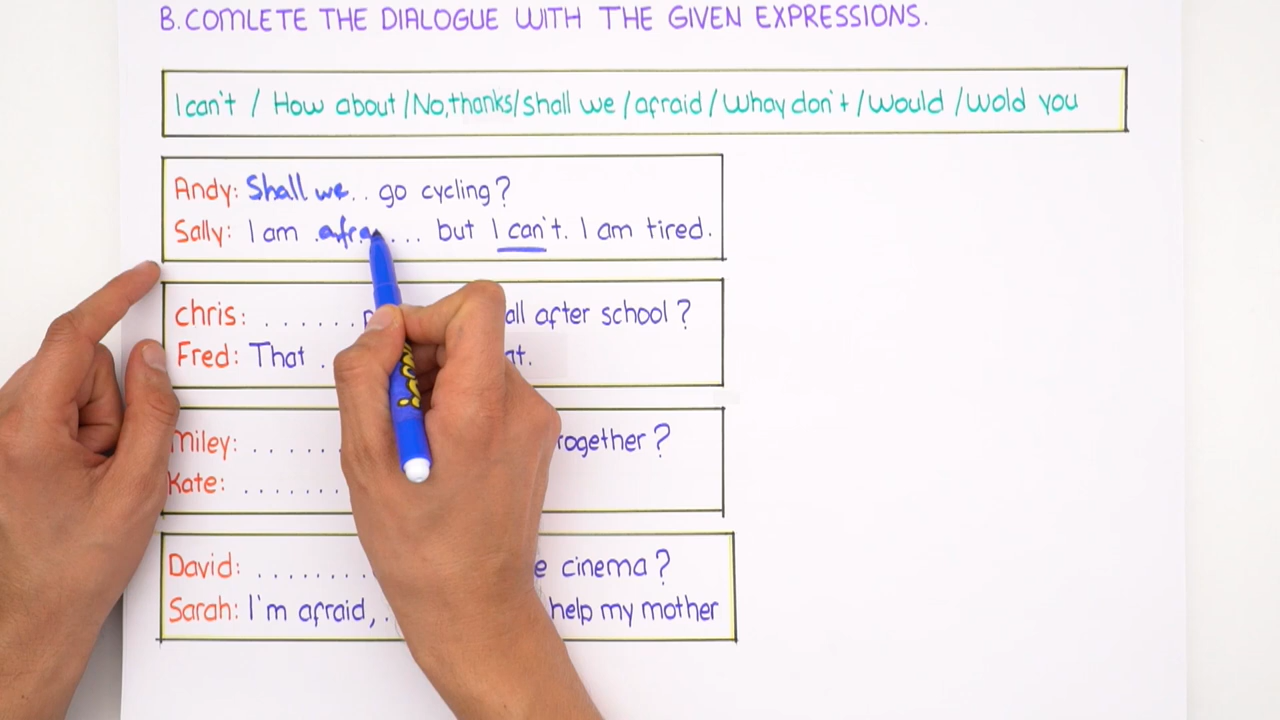 B. COMLETE THE DIALOGUE WITH THE GIVEN EXPRESSIONS.
I can't / How about / No, thanks / Shall we / afraid / Whay don't / Would / Wold you
Andy: Shall we.. go cycling?
Sally: I am .afra... but I can't. I am tired.
chris: ...... all after school?
Fred: That .
miley: ..... together?
Kate: .......
David: ........ cinema?
Sarah: I'm afraid, . help my mother